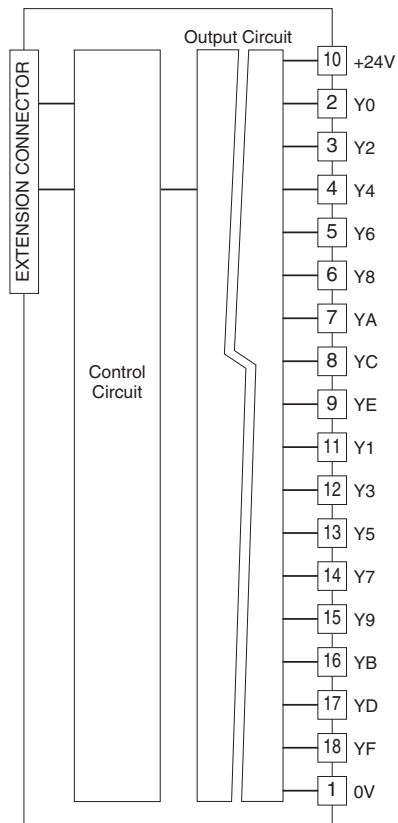 Output Circuit
EXTENSION CONNECTOR
Control
Circuit
10 +24V
2 Y0
3 Y2
4 Y4
5 Y6
6 Y8
7 YA
8 YC
9 YE
11 Y1
12 Y3
13 Y5
14 Y7
15 Y9
16 YB
17 YD
18 YF
1 0V